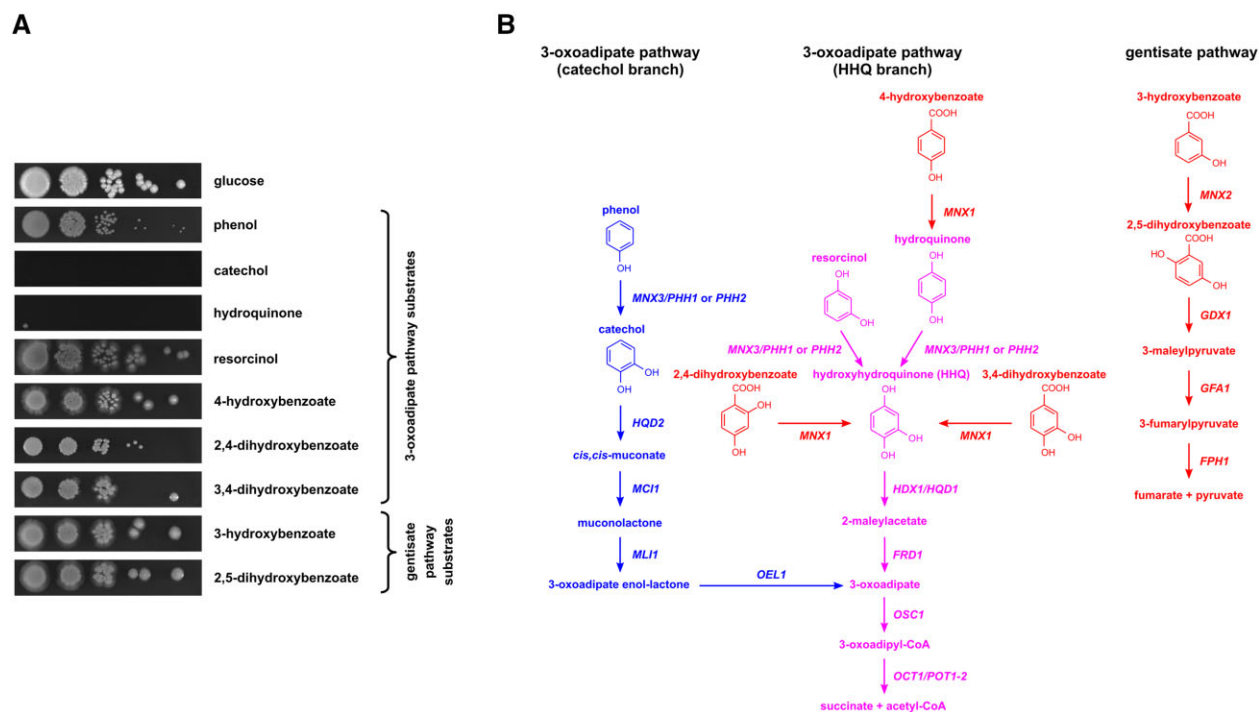 A
glucose
phenol
catechol
hydroquinone
resorcinol
4-hydroxybenzoate
2,4-dihydroxybenzoate
3,4-dihydroxybenzoate
3-hydroxybenzoate
2,5-dihydroxybenzoate
3-oxoadipate pathway substrates
gentisate
pathway
substrates
B
3-oxoadipate pathway
(catechol branch)
phenol
OH
MNX3/PHH1 or PHH2
catechol
OH
OH
HQD2
cis,cis-muconate
MCI1
muconolactone
MLI1
3-oxoadipate enol-lactone
OEL1
3-oxoadipate pathway
(HHQ branch)
4-hydroxybenzoate
COOH
OH
MNX1
hydroquinone
OH
OH
resorcinol
OH
OH
MNX3/PHH1 or PHH2
MNX3/PHH1 or PHH2
hydroxyhydroquinone (HHQ)
OH
OH
OH
2,4-dihydroxybenzoate
COOH
OH
OH
MNX1
3,4-dihydroxybenzoate
COOH
OH
OH
MNX1
HDX1/HQD1
2-maleylacetate
FRD1
3-oxoadipate
OSC1
3-oxoadipyl-CoA
OCT1/POT1-2
succinate + acetyl-CoA
gentisate pathway
3-hydroxybenzoate
COOH
OH
MNX2
2,5-dihydroxybenzoate
COOH
HO
OH
GDX1
3-maleylpyruvate
GFA1
3-fumarylpyruvate
FPH1
fumarate + pyruvate